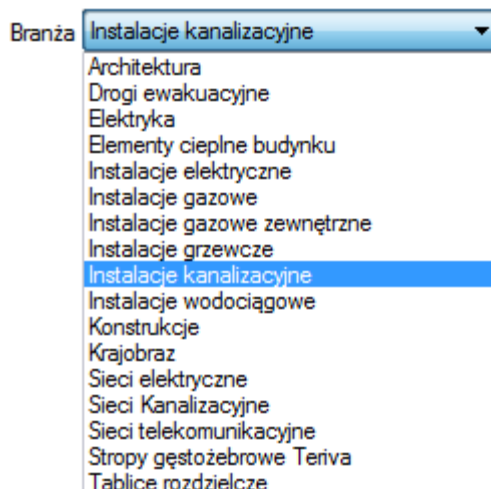 Branża Instalacje kanalizacyjne
Architektura
Drogi ewakuacyjne
Elektryka
Elementy cieplne budynku
Instalacje elektryczne
Instalacje gazowe
Instalacje gazowe zewnętrzne
Instalacje grzewcze
Instalacje kanalizacyjne
Instalacje wodociągowe
Konstrukcje
Krajobraz
Sieci elektryczne
Sieci Kanalizacyjne
Sieci telekomunikacyjne
Stropy gęstożebrowe Teriva
Tablice rozdzielcze